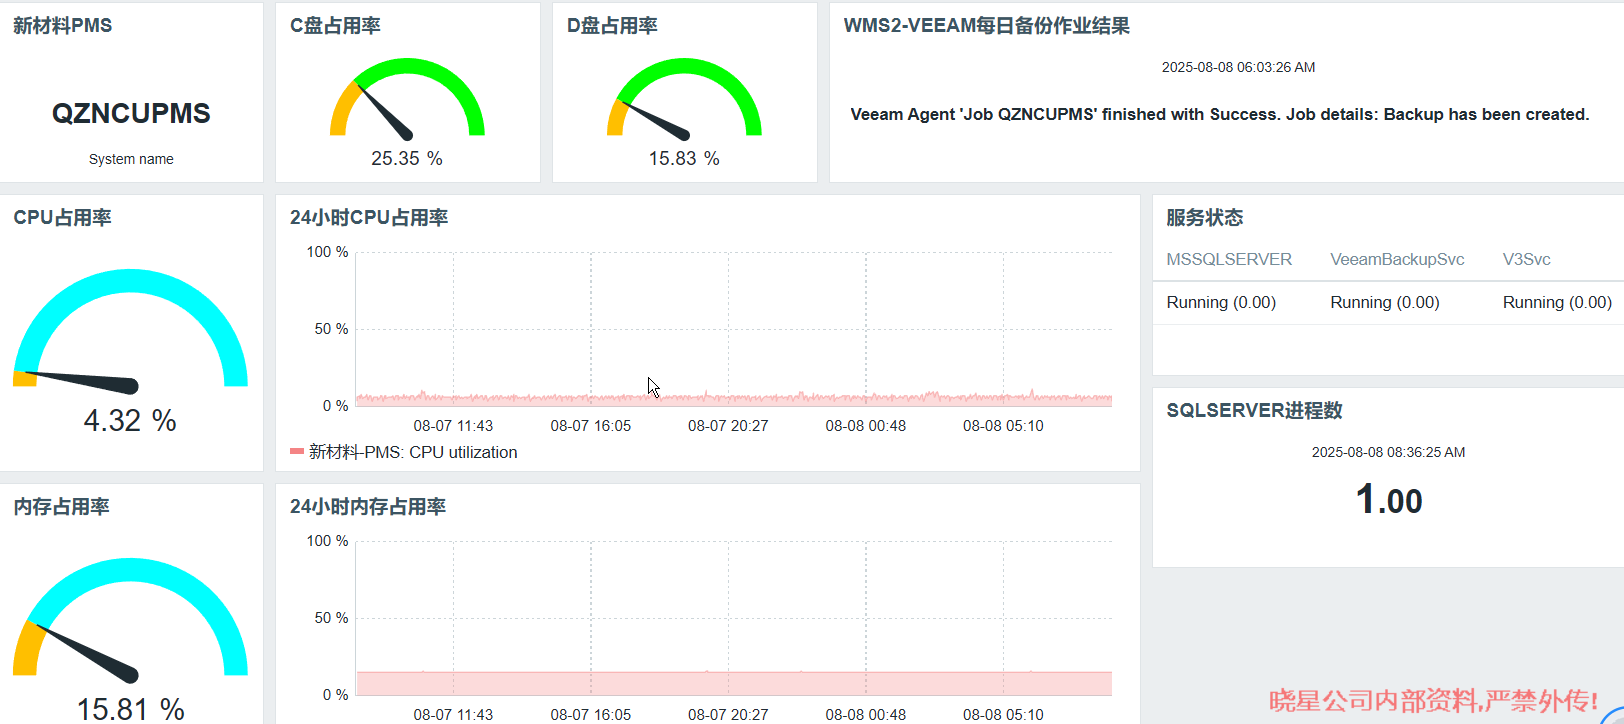 新材料PMS
QZNCUPMS
System name
C盘占用率
25.35 %
D盘占用率
15.83 %
WMS2-VEEAM每日备份作业结果
2025-08-08 06:03:26 AM
Veeam Agent 'Job QZNCUPMS' finished with Success. Job details: Backup has been created.
CPU占用率
4.32 %
24小时CPU占用率
100 %
50 %
0 %
08-07 11:43 08-07 16:05 08-07 20:27 08-08 00:48 08-08 05:10
新材料-PMS: CPU utilization
服务状态
MSSQLSERVER VeeamBackupSvc V3Svc
Running (0.00) Running (0.00) Running (0.00)
SQLSERVER进程数
2025-08-08 08:36:25 AM
1.00
内存占用率
15.81 %
24小时内存占用率
100 %
50 %
0 %
08-07 11:43 08-07 16:05 08-07 20:27 08-08 00:48 08-08 05:10
晓星公司内部资料,严禁外传!